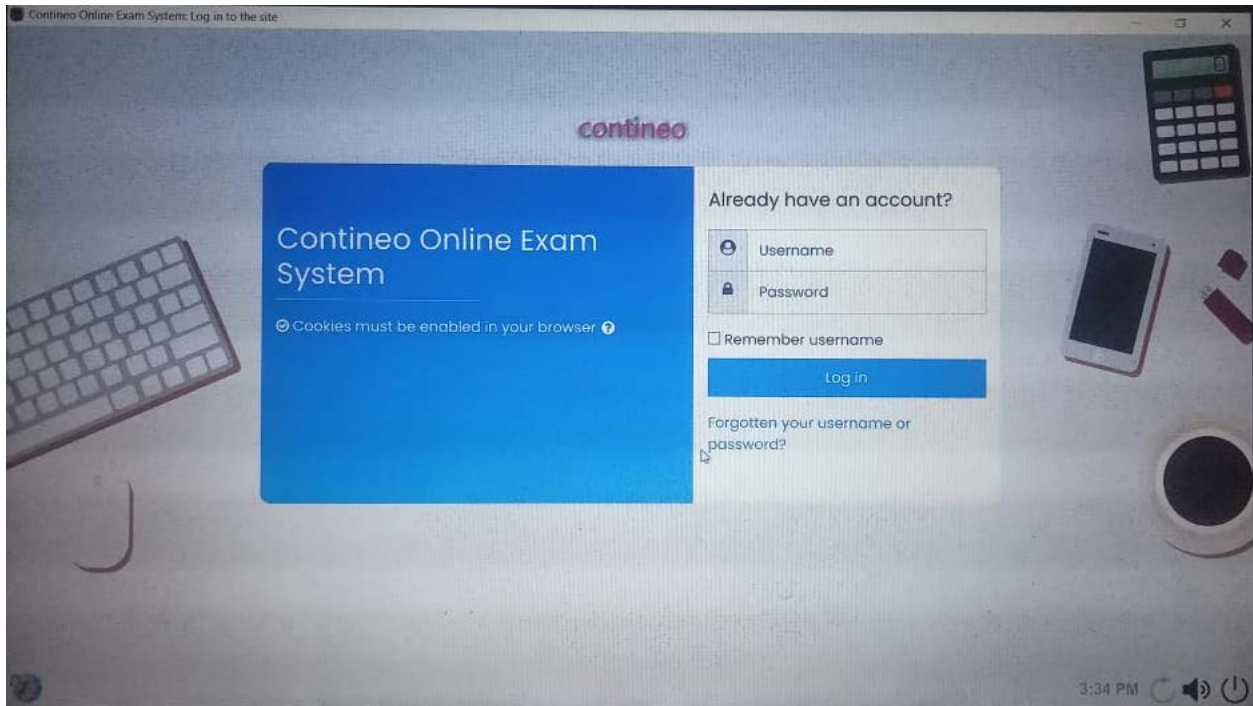 Contineo Online Exam System: Log in to the site
contineo
Contineo Online Exam
System
Cookies must be enabled in your browser
Already have an account?
Username
Password
Remember username
Log in
Forgotten your username or
password?
3:34 PM